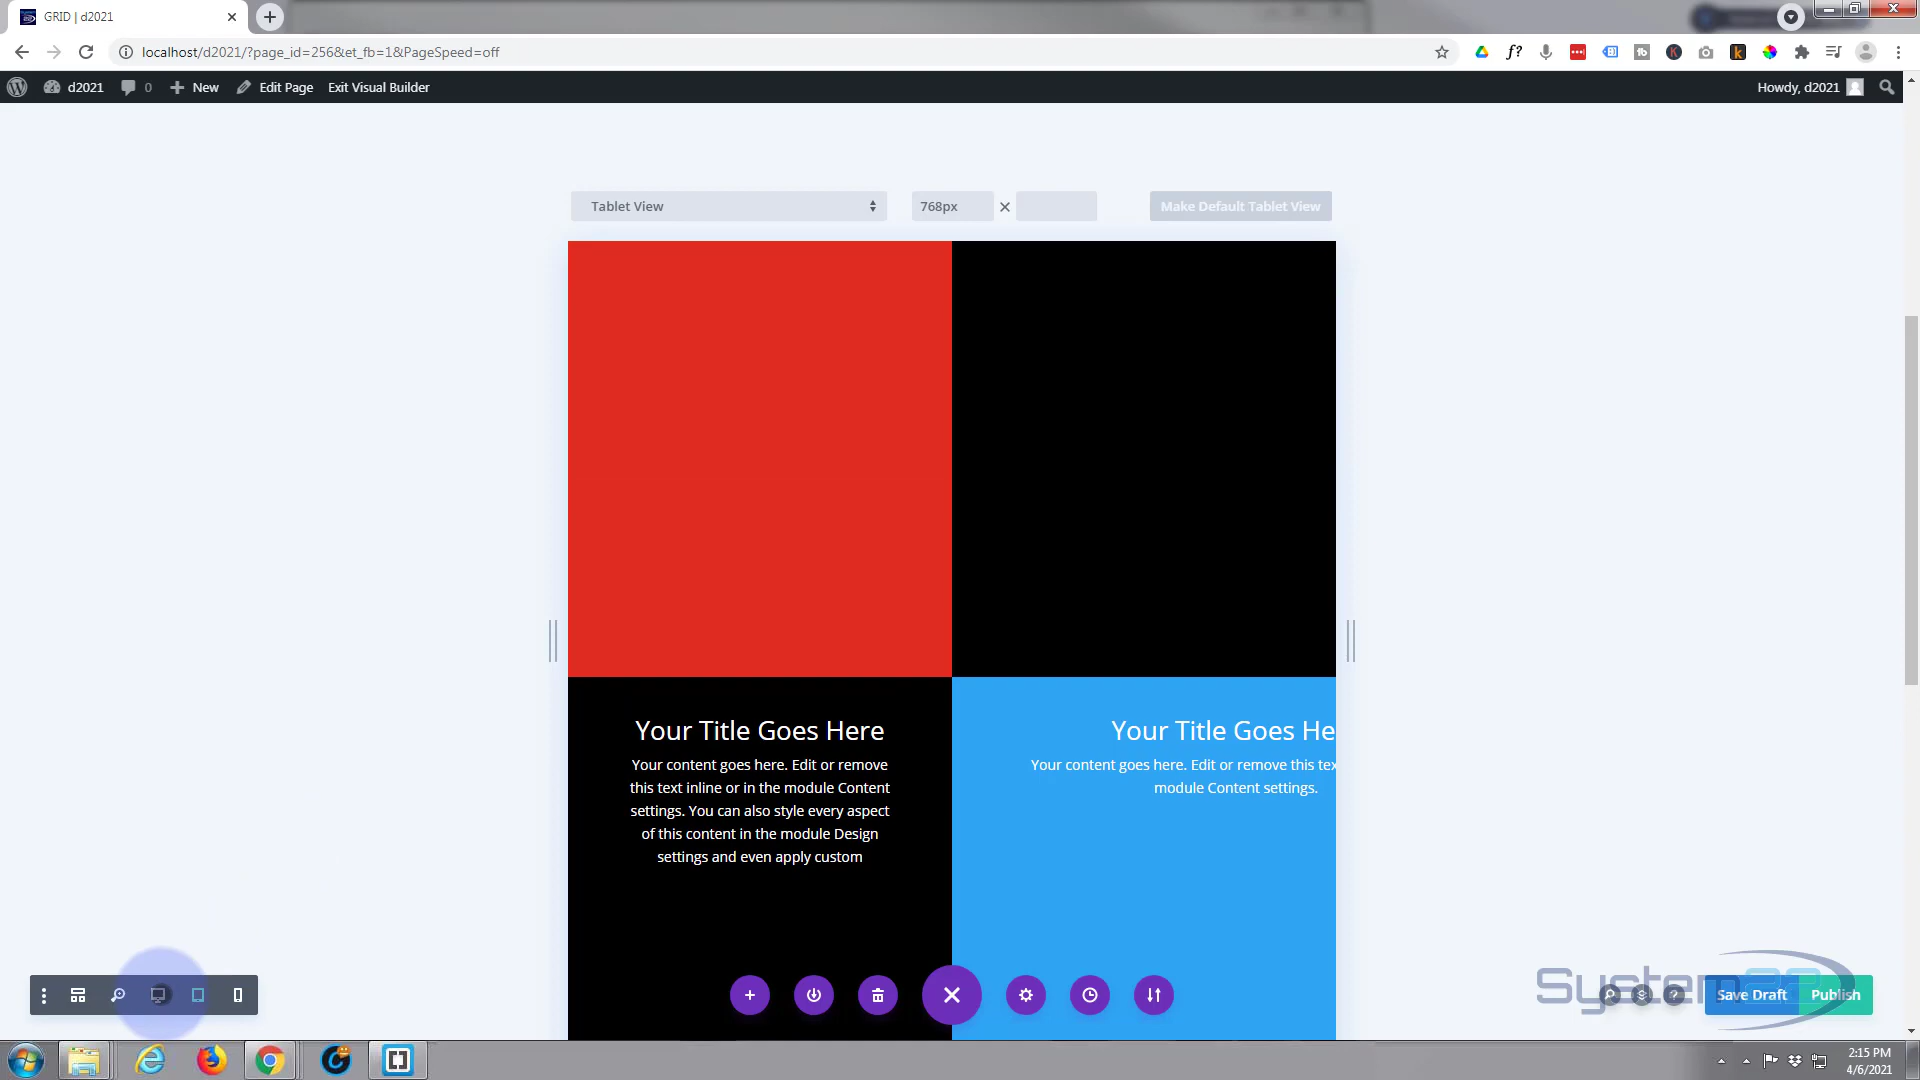 GRID | d2021
localhost/d2021/?page_id=256&et_fb=1&PageSpeed=off
d2021 0 New Edit Page Exit Visual Builder Howdy, d2021
Tablet View 768px Make Default Tablet View
Your Title Goes Here
Your content goes here. Edit or remove
this text inline or in the module Content
settings. You can also style every aspect
of this content in the module Design
settings and even apply custom
Your Title Goes He
Your content goes here. Edit or remove this tex
module Content settings.
System22
Save Draft Publish
2:15 PM
4/6/2021